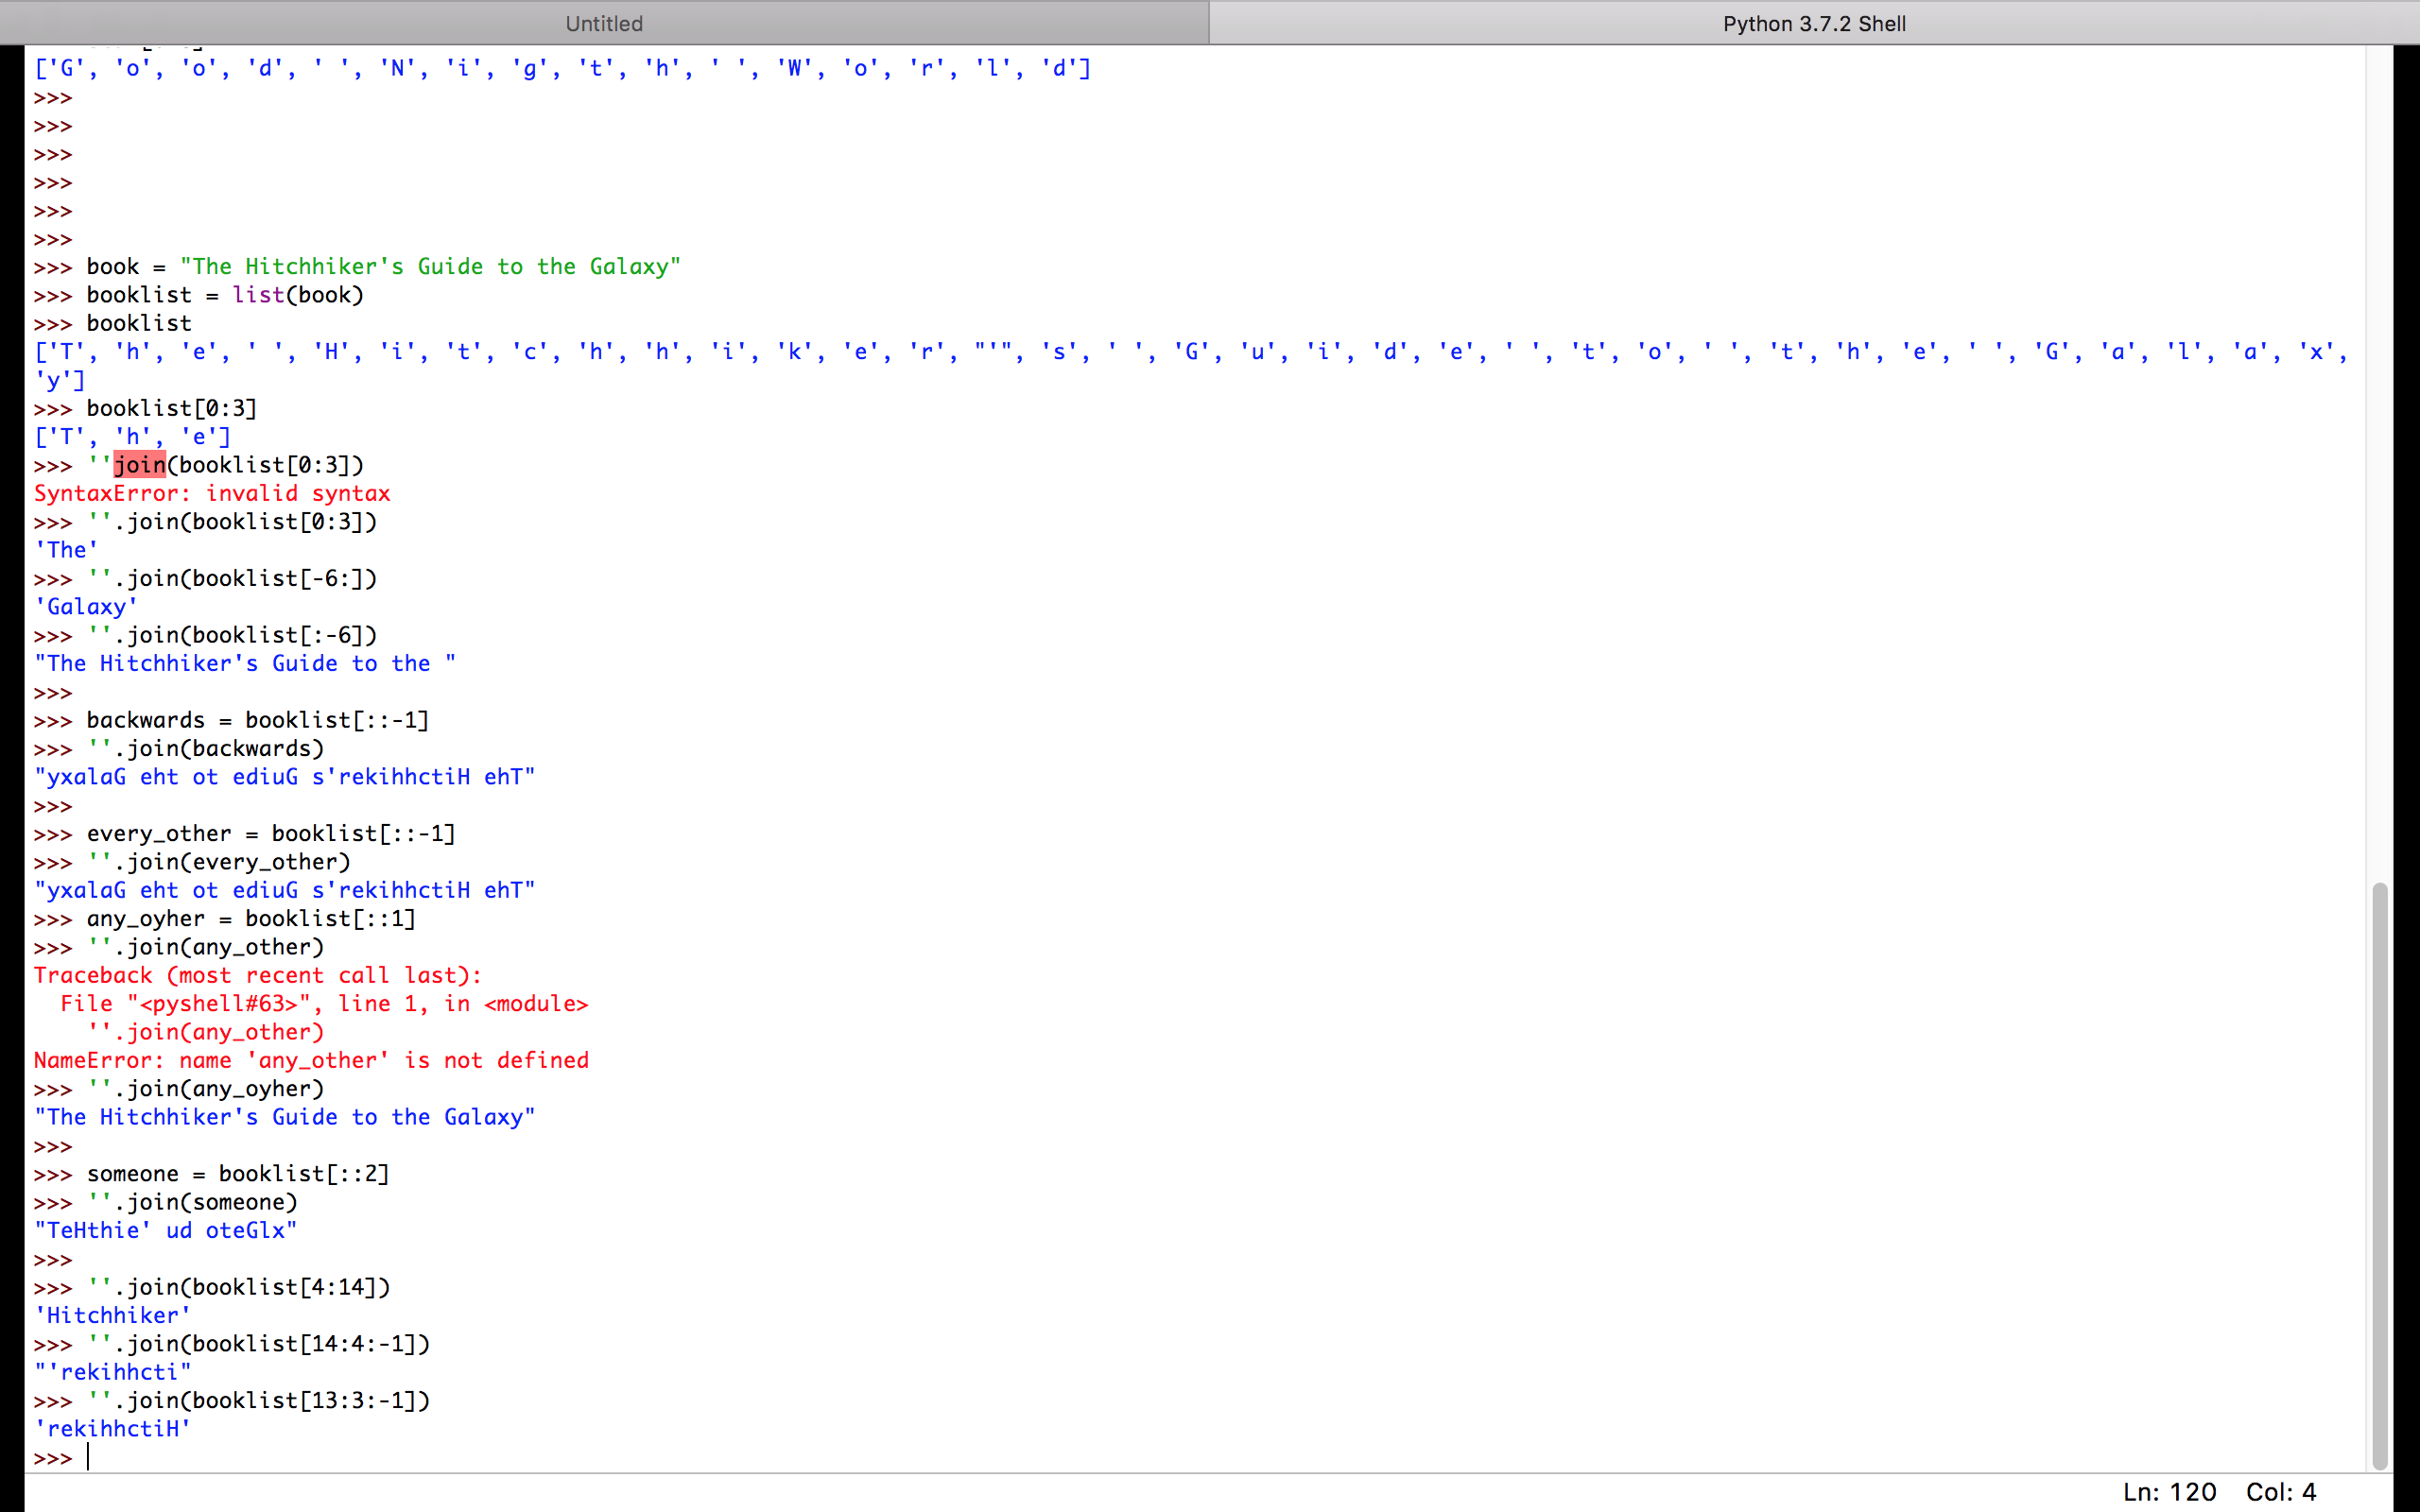 Untitled
Python 3.7.2 Shell
['G', 'o', 'o', 'd', ' ', 'N', 'i', 'g', 't', 'h', ' ', 'W', 'o', 'r', 'l', 'd']
>>>
>>>
>>>
>>>
>>>
>>>
>>> book = "The Hitchhiker's Guide to the Galaxy"
>>> booklist = list(book)
>>> booklist
['T', 'h', 'e', ' ', 'H', 'i', 't', 'c', 'h', 'h', 'i', 'k', 'e', 'r', "'", 's', ' ', 'G', 'u', 'i', 'd', 'e', ' ', 't', 'o', ' ', 't', 'h', 'e', ' ', 'G', 'a', 'l', 'a', 'x',
'y']
>>> booklist[0:3]
['T', 'h', 'e']
>>> ''join(booklist[0:3])
SyntaxError: invalid syntax
>>> ''.join(booklist[0:3])
'The'
>>> ''.join(booklist[-6:])
'Galaxy'
>>> ''.join(booklist[:-6])
"The Hitchhiker's Guide to the "
>>>
>>> backwards = booklist[::-1]
>>> ''.join(backwards)
"yxalaG eht ot ediuG s'rekihhctiH ehT"
>>>
>>> every_other = booklist[::-1]
>>> ''.join(every_other)
"yxalaG eht ot ediuG s'rekihhctiH ehT"
>>> any_oyher = booklist[::1]
>>> ''.join(any_other)
Traceback (most recent call last):
  File "<pyshell#63>", line 1, in <module>
    ''.join(any_other)
NameError: name 'any_other' is not defined
>>> ''.join(any_oyher)
"The Hitchhiker's Guide to the Galaxy"
>>>
>>> someone = booklist[::2]
>>> ''.join(someone)
"TeHthie' ud oteGlx"
>>>
>>> ''.join(booklist[4:14])
'Hitchhiker'
>>> ''.join(booklist[14:4:-1])
"'rekihhcti"
>>> ''.join(booklist[13:3:-1])
'rekihhctiH'
>>>
Ln: 120 Col: 4